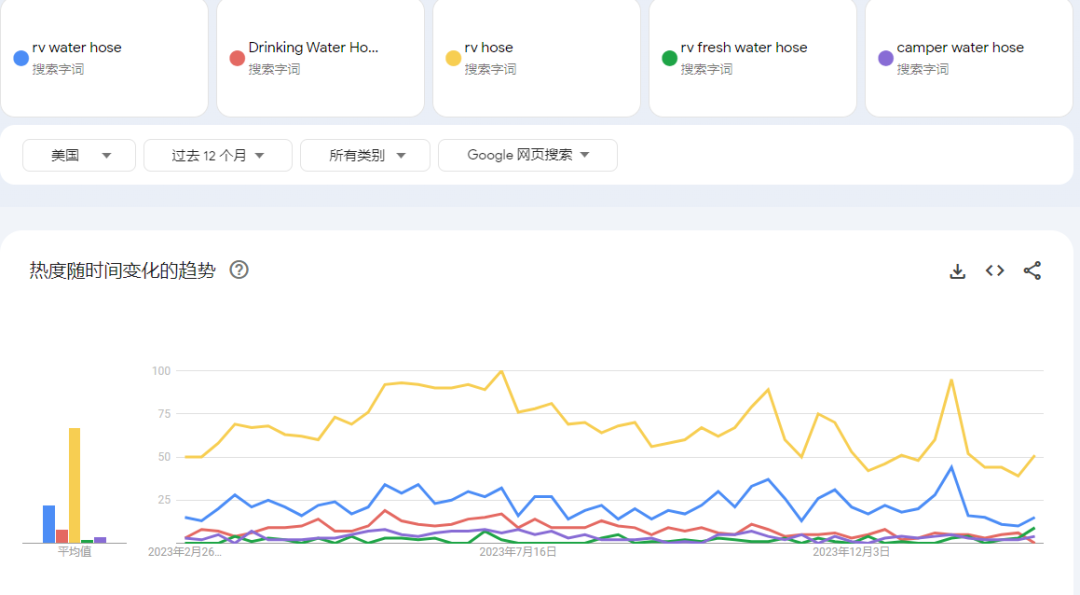 rv water hose
搜索字词
Drinking Water Ho...
搜索字词
rv hose
搜索字词
rv fresh water hose
搜索字词
camper water hose
搜索字词
美国
过去 12 个月
所有类别
Google 网页搜索
热度随时间变化的趋势
100
75
50
25
平均值
2023年2月26...
2023年7月16日
2023年12月3日